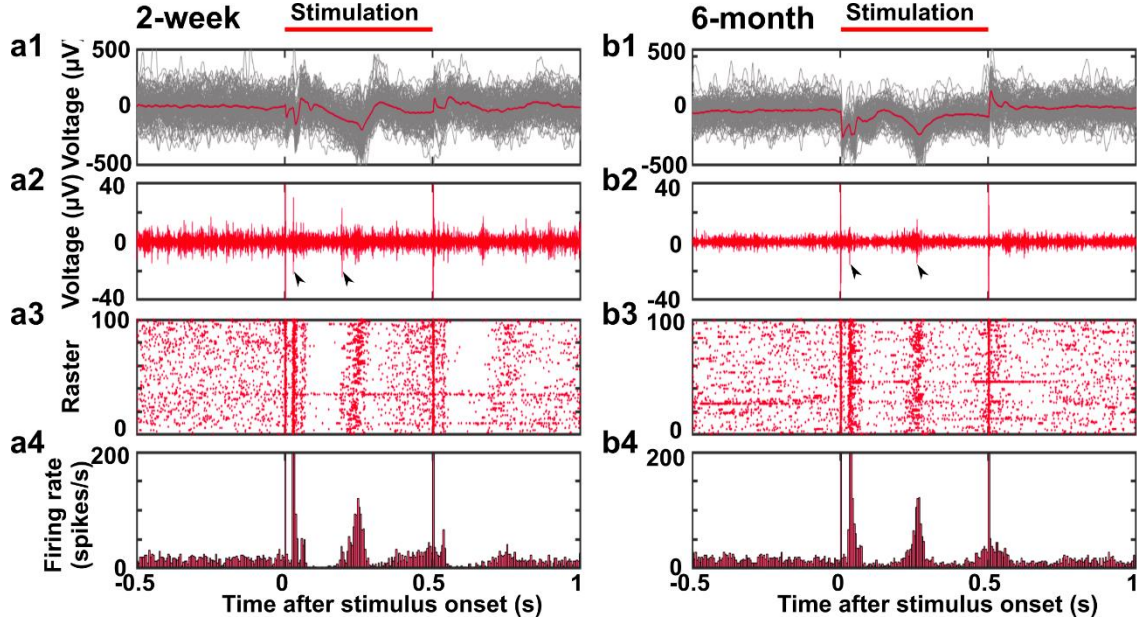 2-week Stimulation 6-month Stimulation
a1 b1
Voltage (µV)
500 500
0 0
-500 -500
a2 b2
Voltage (µV)
40 40
0 0
-40 -40
a3 b3
Raster
100 100
0 0
a4 b4
Firing rate
(spikes/s)
200 200
0 0
-0.5 0 0.5 1 -0.5 0 0.5 1
Time after stimulus onset (s) Time after stimulus onset (s)